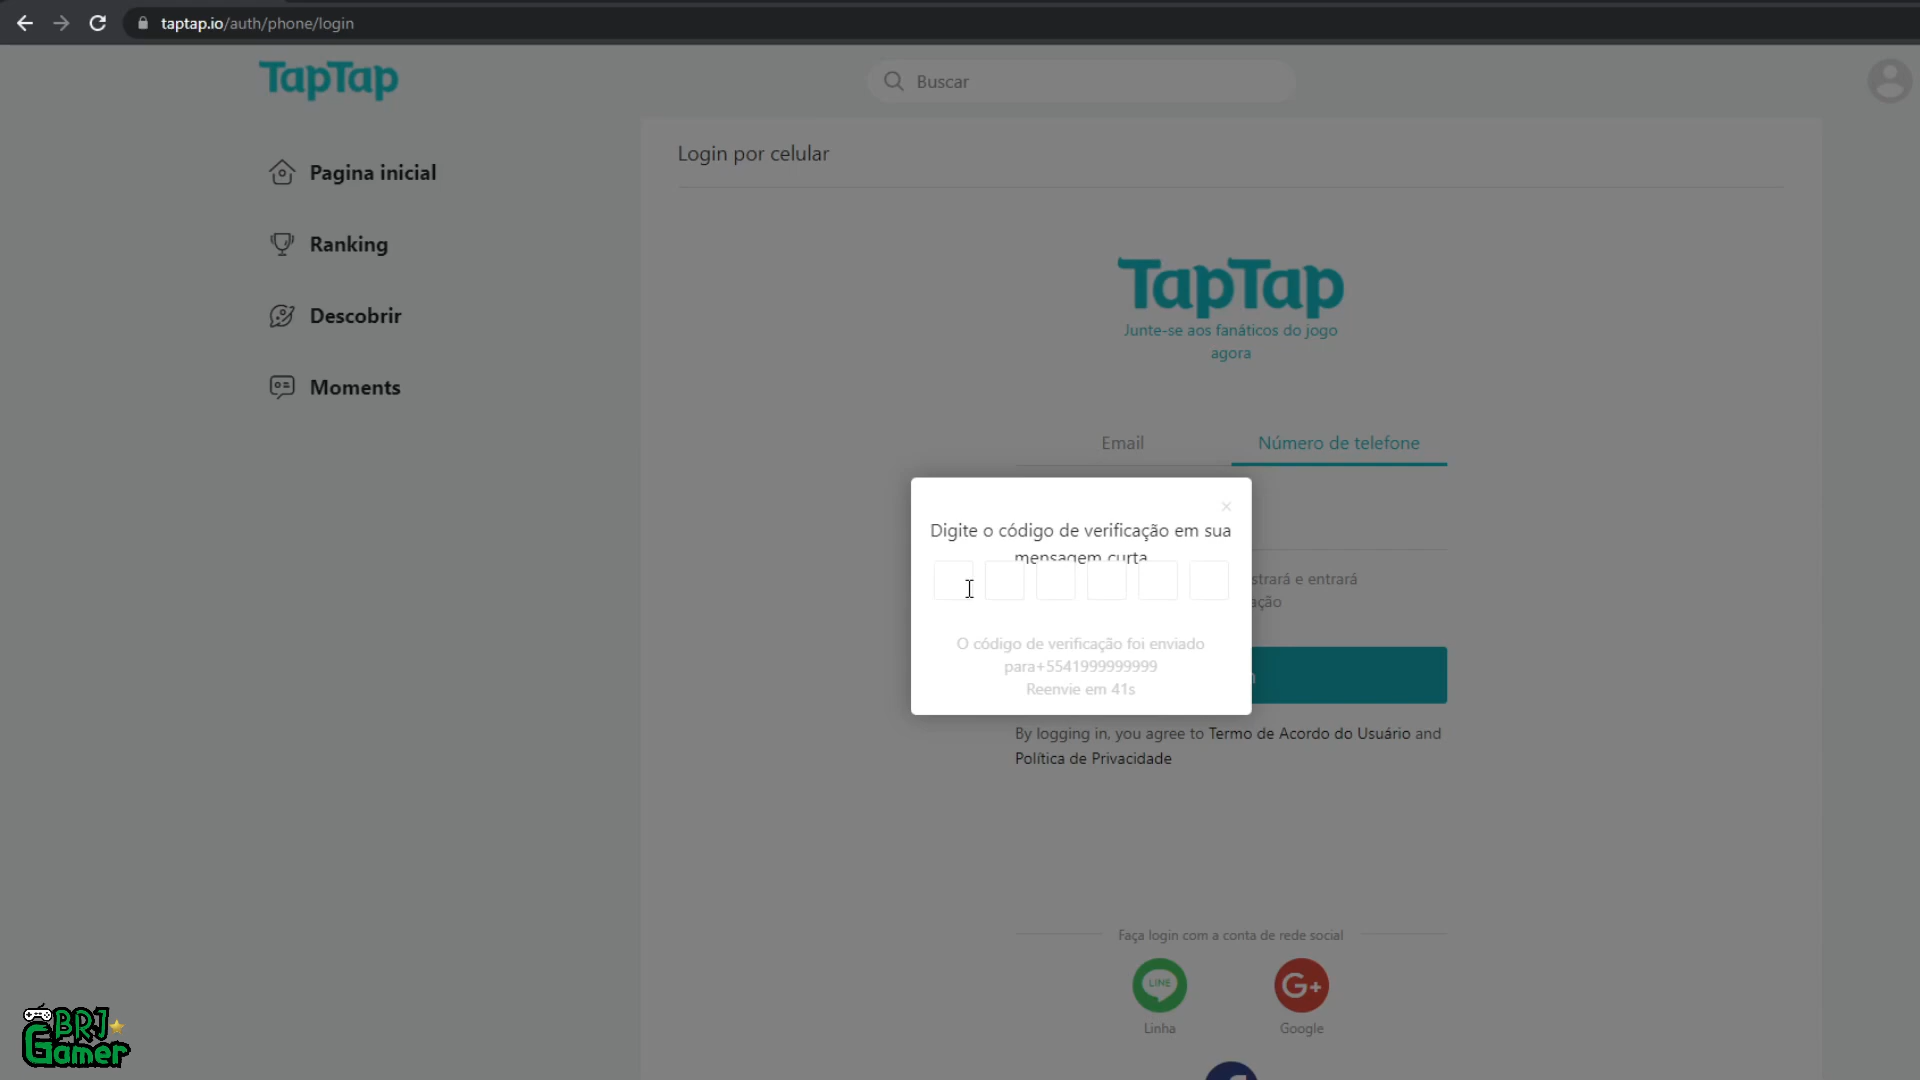 taptap.io/auth/phone/login
TapTap
Buscar
Pagina inicial
Ranking
Descobrir
Moments
Login por celular
TapTap
Junte-se aos fanáticos do jogo
agora
Email
Número de telefone
Digite o código de verificação em sua
mensagem curta
strará e entrará
ação
O código de verificação foi enviado
para+5541999999999
Reenvie em 41s
By logging in, you agree to Termo de Acordo do Usuário and
Política de Privacidade
Faça login com a conta de rede social
LINE
G+
Linha
Google
BRJ
Gamer